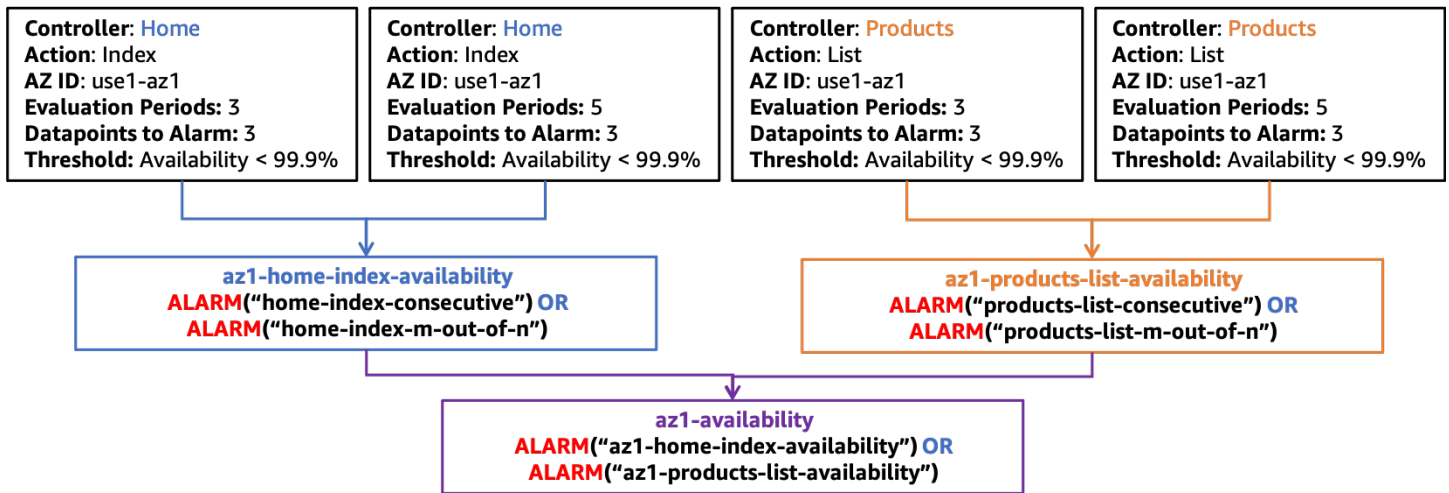 Controller: Home
Action: Index
AZ ID: use1-az1
Evaluation Periods: 3
Datapoints to Alarm: 3
Threshold: Availability < 99.9%
Controller: Home
Action: Index
AZ ID: use1-az1
Evaluation Periods: 5
Datapoints to Alarm: 3
Threshold: Availability < 99.9%
Controller: Products
Action: List
AZ ID: use1-az1
Evaluation Periods: 3
Datapoints to Alarm: 3
Threshold: Availability < 99.9%
Controller: Products
Action: List
AZ ID: use1-az1
Evaluation Periods: 5
Datapoints to Alarm: 3
Threshold: Availability < 99.9%
az1-home-index-availability
ALARM(“home-index-consecutive”) OR
ALARM(“home-index-m-out-of-n”)
az1-products-list-availability
ALARM(“products-list-consecutive”) OR
ALARM(“products-list-m-out-of-n”)
az1-availability
ALARM(“az1-home-index-availability”) OR
ALARM(“az1-products-list-availability”)